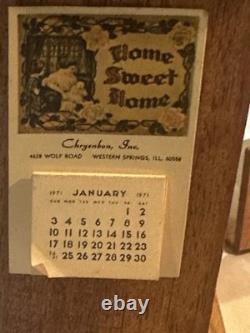 Home
Sweet
Home
Chryenbon, Inc.
4628 WOLF ROAD WESTERN SPRINGS, ILL. 60558
1971 JANUARY 1971
SUN MON TUE WED THU FRI SAT
1 2
3 4 5 6 7 8 9
10 11 12 13 14 15 16
17 18 19 20 21 22 23
24/31 25 26 27 28 29 30